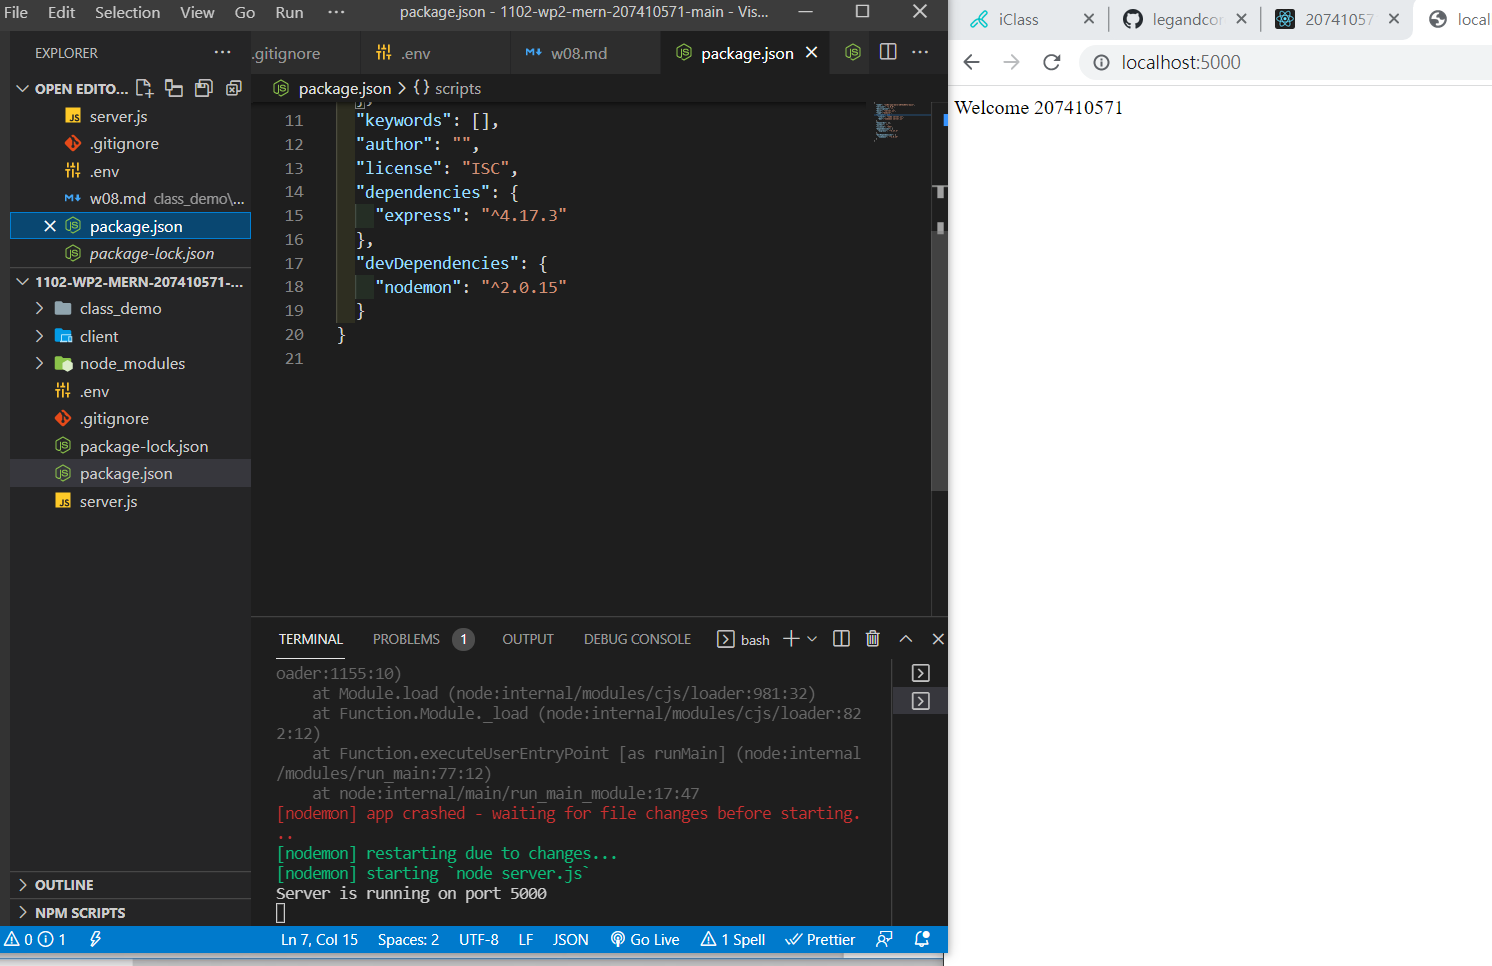 File Edit Selection View Go Run ··· package.json - 1102-wp2-mern-207410571-main - Vis...
EXPLORER
OPEN EDITO...
server.js
.gitignore
.env
w08.md class_demo\...
package.json
package-lock.json
1102-WP2-MERN-207410571-...
class_demo
client
node_modules
.env
.gitignore
package-lock.json
package.json
server.js
OUTLINE
NPM SCRIPTS
.gitignore .env w08.md package.json
package.json > {} scripts
11 "keywords": [],
12 "author": "",
13 "license": "ISC",
14 "dependencies": {
15 "express": "^4.17.3"
16 },
17 "devDependencies": {
18 "nodemon": "^2.0.15"
19 }
20 }
21
TERMINAL PROBLEMS 1 OUTPUT DEBUG CONSOLE bash
oader:1155:10)
at Module.load (node:internal/modules/cjs/loader:981:32)
at Function.Module._load (node:internal/modules/cjs/loader:82
2:12)
at Function.executeUserEntryPoint [as runMain] (node:internal
/modules/run_main:77:12)
at node:internal/main/run_main_module:17:47
[nodemon] app crashed - waiting for file changes before starting.
..
[nodemon] restarting due to changes...
[nodemon] starting `node server.js`
Server is running on port 5000
0 1 Ln 7, Col 15 Spaces: 2 UTF-8 LF JSON Go Live 1 Spell Prettier
iClass legandcor 20741057 local
localhost:5000
Welcome 207410571